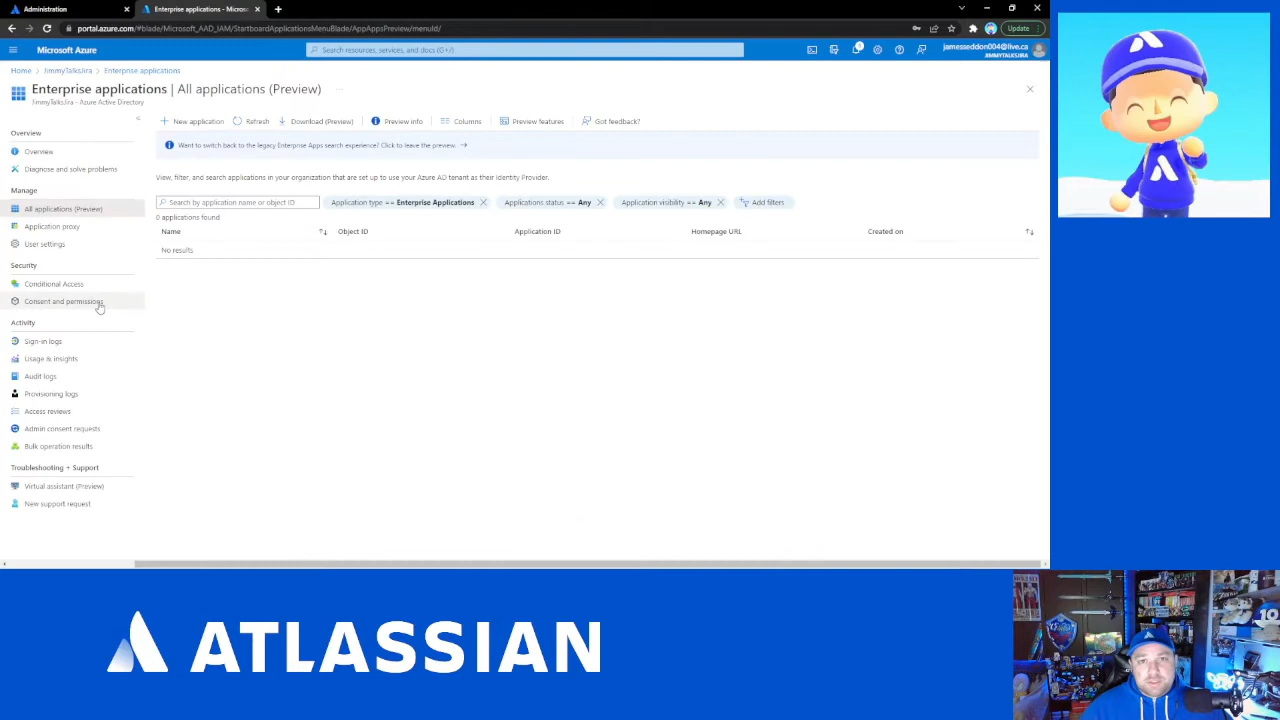 Administration
Enterprise applications - Micros
portal.azure.com/#blade/Microsoft_AAD_IAM/StartboardApplicationsMenuBlade/AppAppsPreview/menuId/
Update
Microsoft Azure
Search resources, services, and docs (G+/)
jamesseddon004@live.ca
JIMMYTALKSJIRA
Home > JimmyTalksJira > Enterprise applications
Enterprise applications | All applications (Preview) ...
JimmyTalksJira - Azure Active Directory
Overview
Overview
Diagnose and solve problems
Manage
All applications (Preview)
Application proxy
User settings
Security
Conditional Access
Consent and permissions
Activity
Sign-in logs
Usage & insights
Audit logs
Provisioning logs
Access reviews
Admin consent requests
Bulk operation results
Troubleshooting + Support
Virtual assistant (Preview)
New support request
New application Refresh Download (Preview) Preview info Columns Preview features Got feedback?
Want to switch back to the legacy Enterprise Apps search experience? Click to leave the preview. →
View, filter, and search applications in your organization that are set up to use your Azure AD tenant as their Identity Provider.
Search by application name or object ID
Application type == Enterprise Applications
Applications status == Any
Application visibility == Any
Add filters
0 applications found
Name Object ID Application ID Homepage URL Created on
No results
ATLASSIAN
10